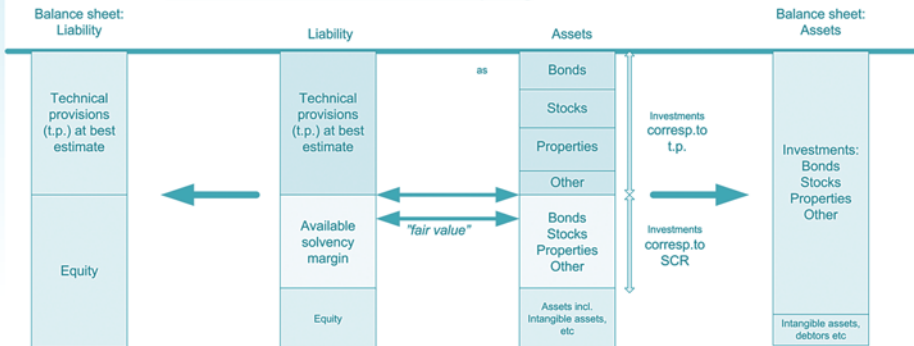 Balance sheet:
Liability
Liability
Assets
Balance sheet:
Assets
Technical
provisions
(t.p.) at best
estimate
Equity
Technical
provisions
(t.p.) at best
estimate
Available
solvency
margin
Equity
as
"fair value"
Bonds
Stocks
Properties
Other
Bonds
Stocks
Properties
Other
Assets incl.
Intangible assets,
etc
Investments
corresp.to
t.p.
Investments
corresp.to
SCR
Investments:
Bonds
Stocks
Properties
Other
Intangible assets,
debtors etc